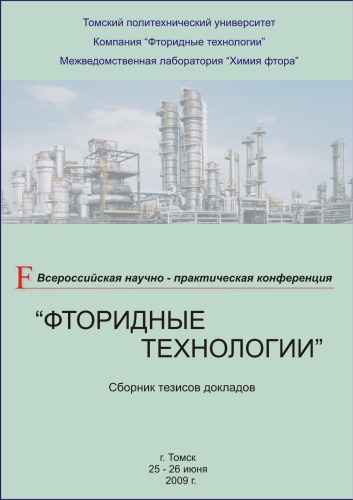 Томский политехнический университет
Компания “Фторидные технологии”
Межведомственная лаборатория “Химия фтора”
F Всероссийская научно - практическая конференция
“ФТОРИДНЫЕ
ТЕХНОЛОГИИ”
Сборник тезисов докладов
г. Томск
25 - 26 июня
2009 г.